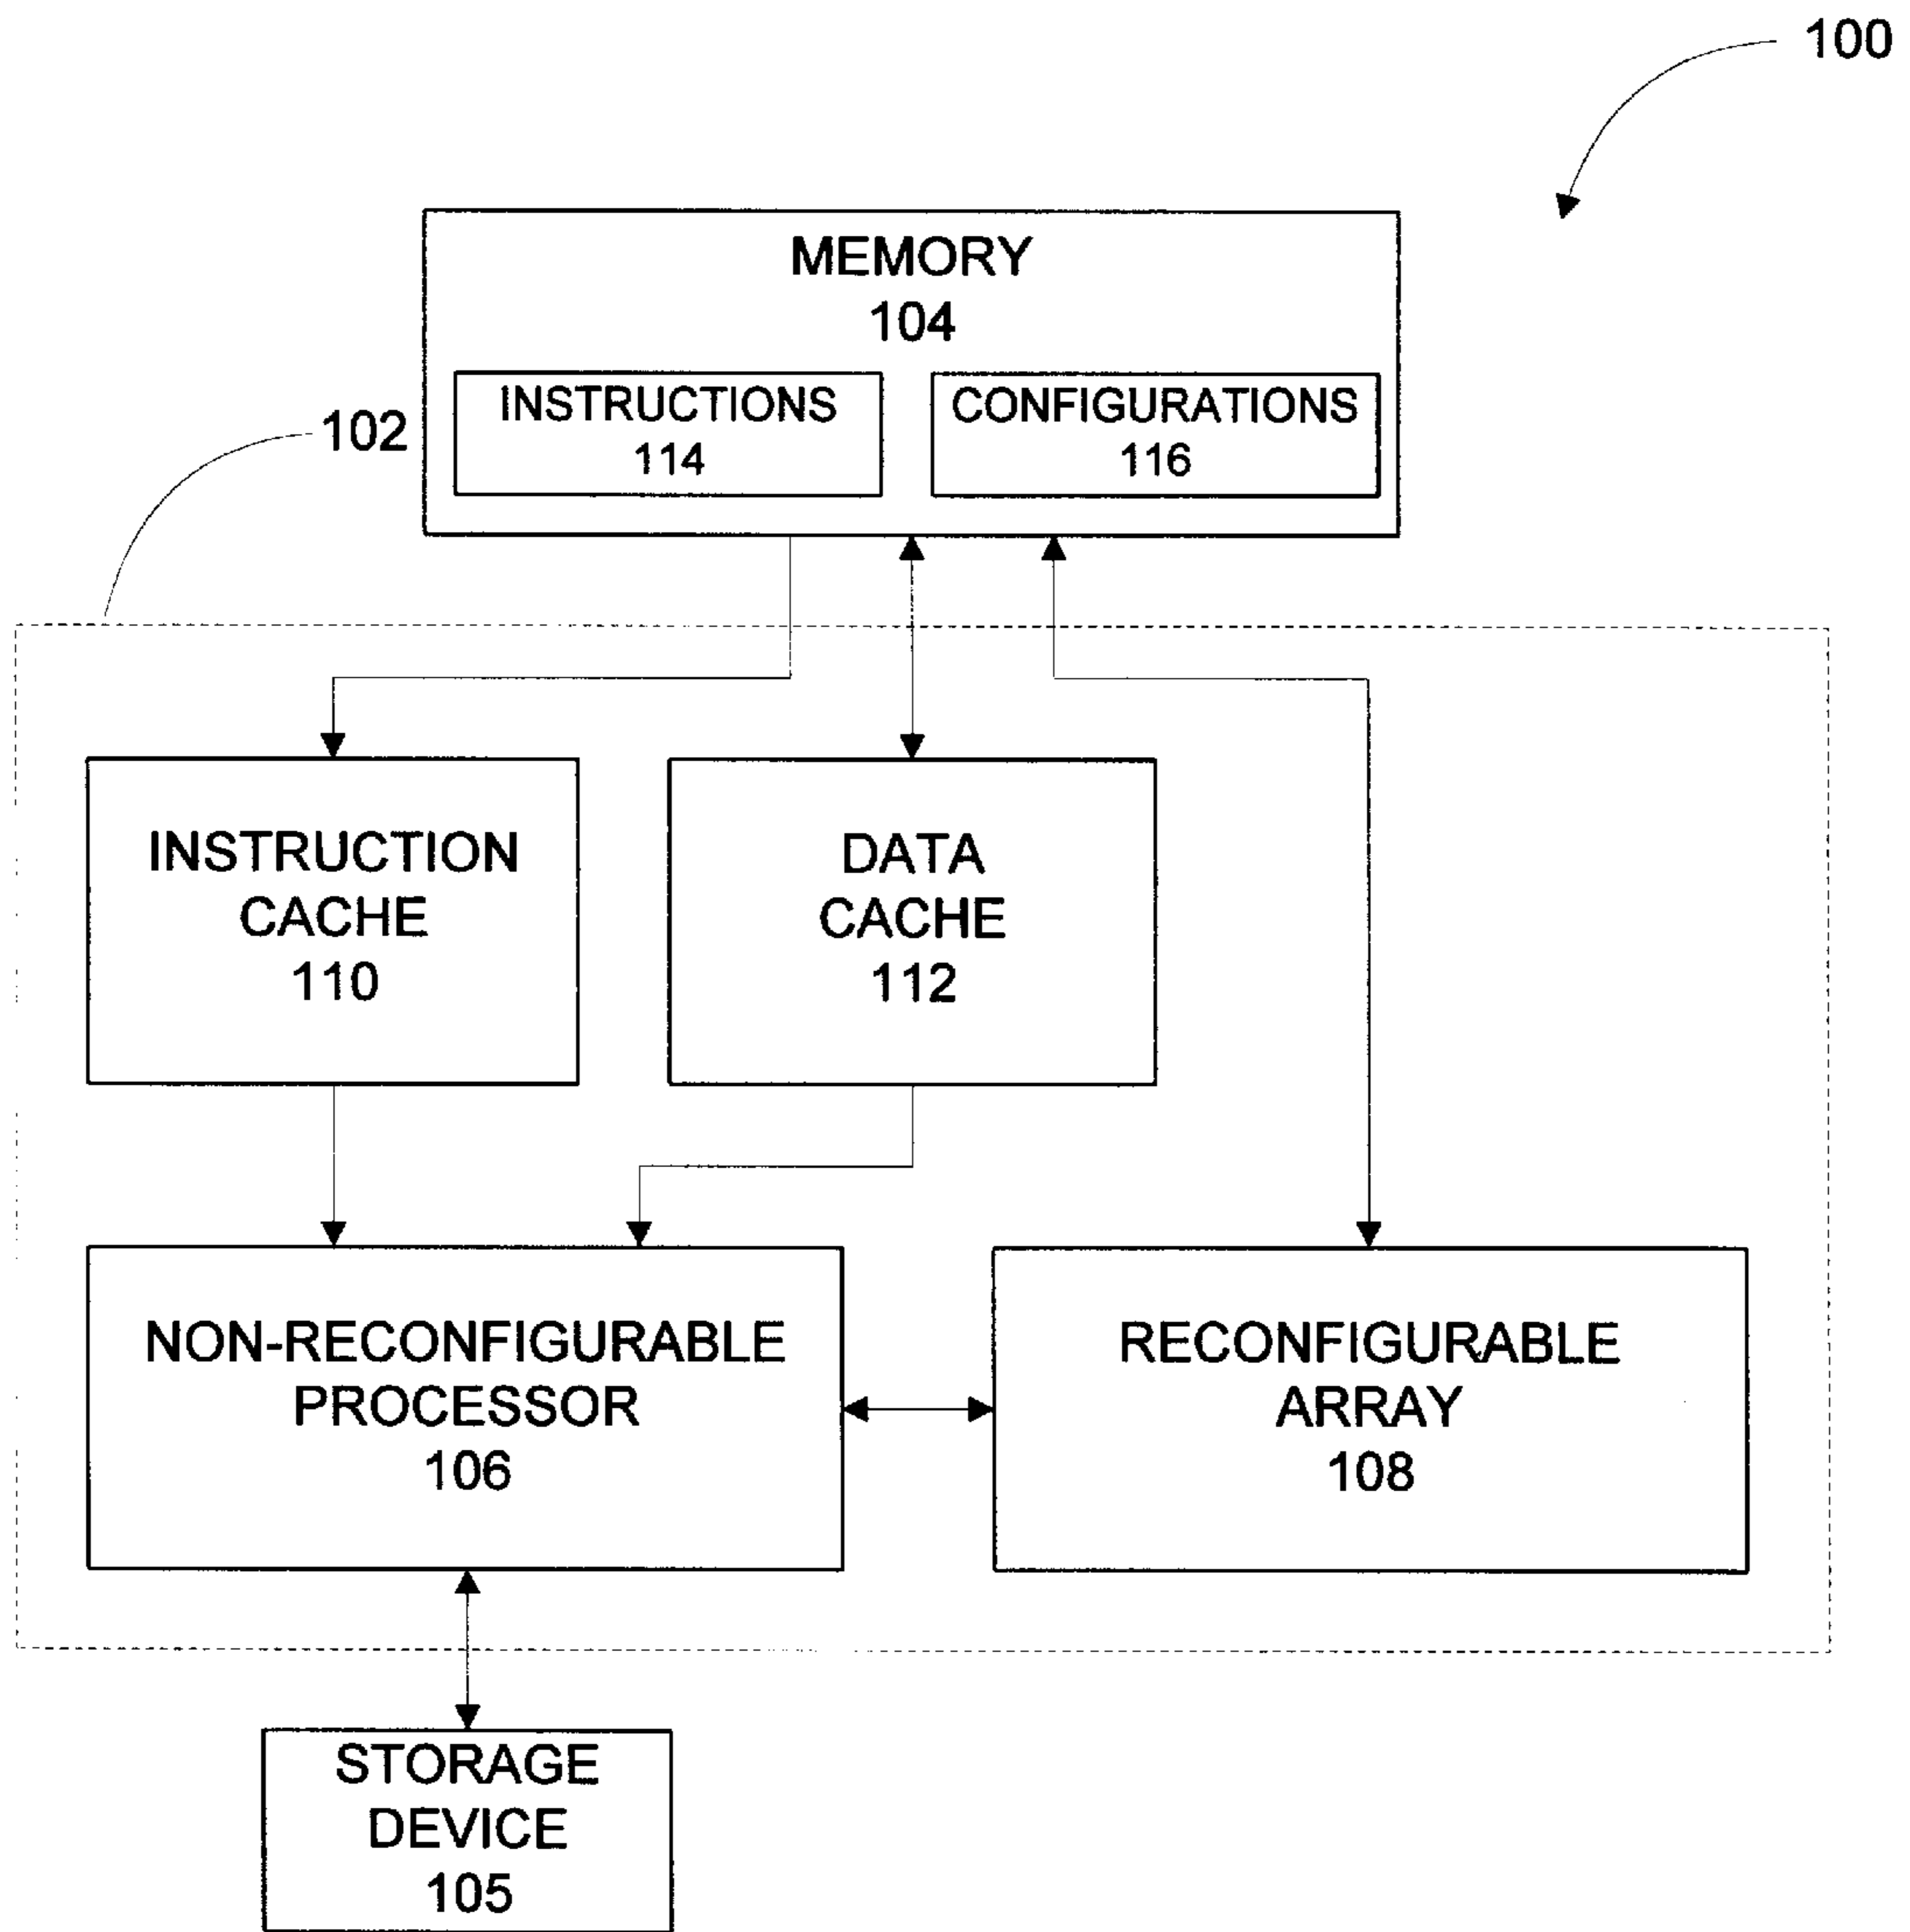 100
MEMORY
104
INSTRUCTIONS
114
CONFIGURATIONS
116
102
INSTRUCTION
CACHE
110
DATA
CACHE
112
NON-RECONFIGURABLE
PROCESSOR
106
RECONFIGURABLE
ARRAY
108
STORAGE
DEVICE
105